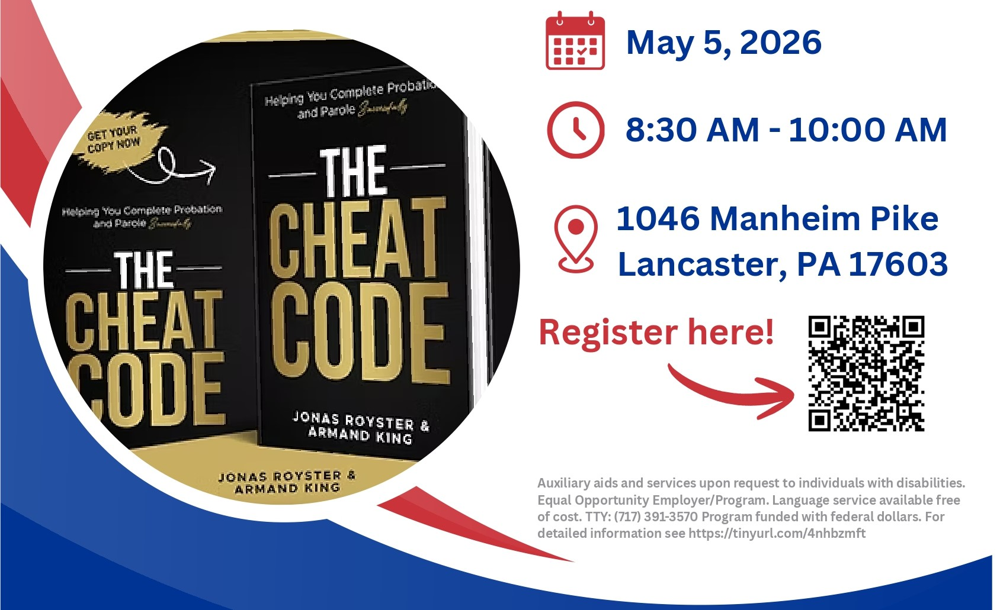 May 5, 2026
8:30 AM - 10:00 AM
1046 Manheim Pike
Lancaster, PA 17603
Register here!
GET YOUR
COPY NOW
Helping You Complete Probation
and Parole Successfully
THE
CHEAT
CODE
JONAS ROYSTER &
ARMAND KING
Helping You Complete
and Parole Successfully
THE
CHEAT
CODE
JONAS ROYSTER &
ARMAND KING
Auxiliary aids and services upon request to individuals with disabilities.
Equal Opportunity Employer/Program. Language service available free
of cost. TTY: (717) 391-3570 Program funded with federal dollars. For
detailed information see https://tinyurl.com/4nhbzmft